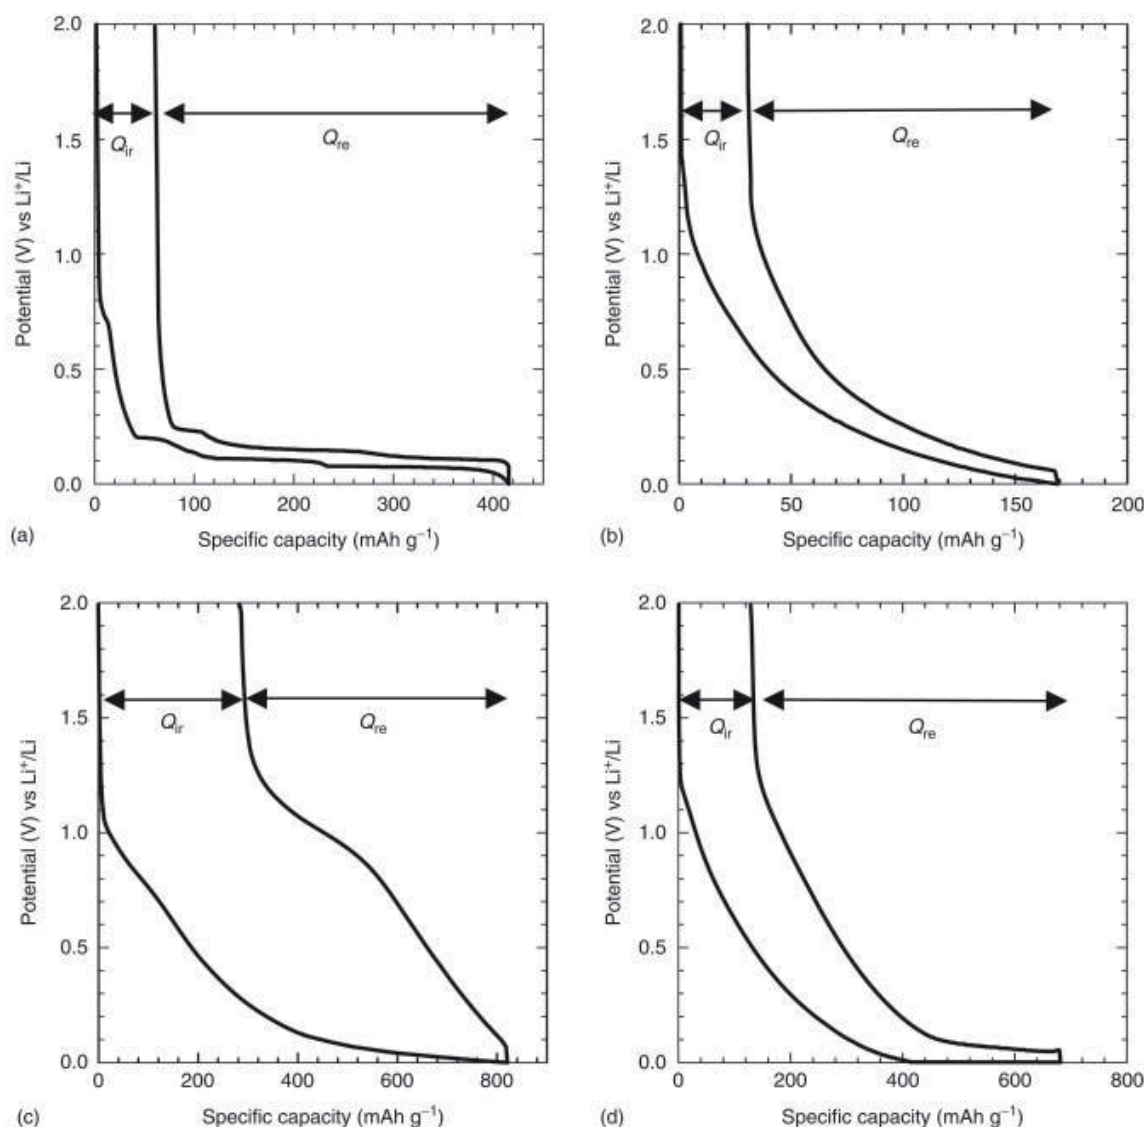 2.0
1.5
1.0
0.5
0.0
Potential (V) vs Li⁺/Li
Q_ir
Q_re
0 100 200 300 400
(a) Specific capacity (mAh g⁻¹)
2.0
1.5
1.0
0.5
0.0
Potential (V) vs Li⁺/Li
Q_ir
Q_re
0 50 100 150 200
(b) Specific capacity (mAh g⁻¹)
2.0
1.5
1.0
0.5
0.0
Potential (V) vs Li⁺/Li
Q_ir
Q_re
0 200 400 600 800
(c) Specific capacity (mAh g⁻¹)
2.0
1.5
1.0
0.5
0.0
Potential (V) vs Li⁺/Li
Q_ir
Q_re
0 200 400 600 800
(d) Specific capacity (mAh g⁻¹)